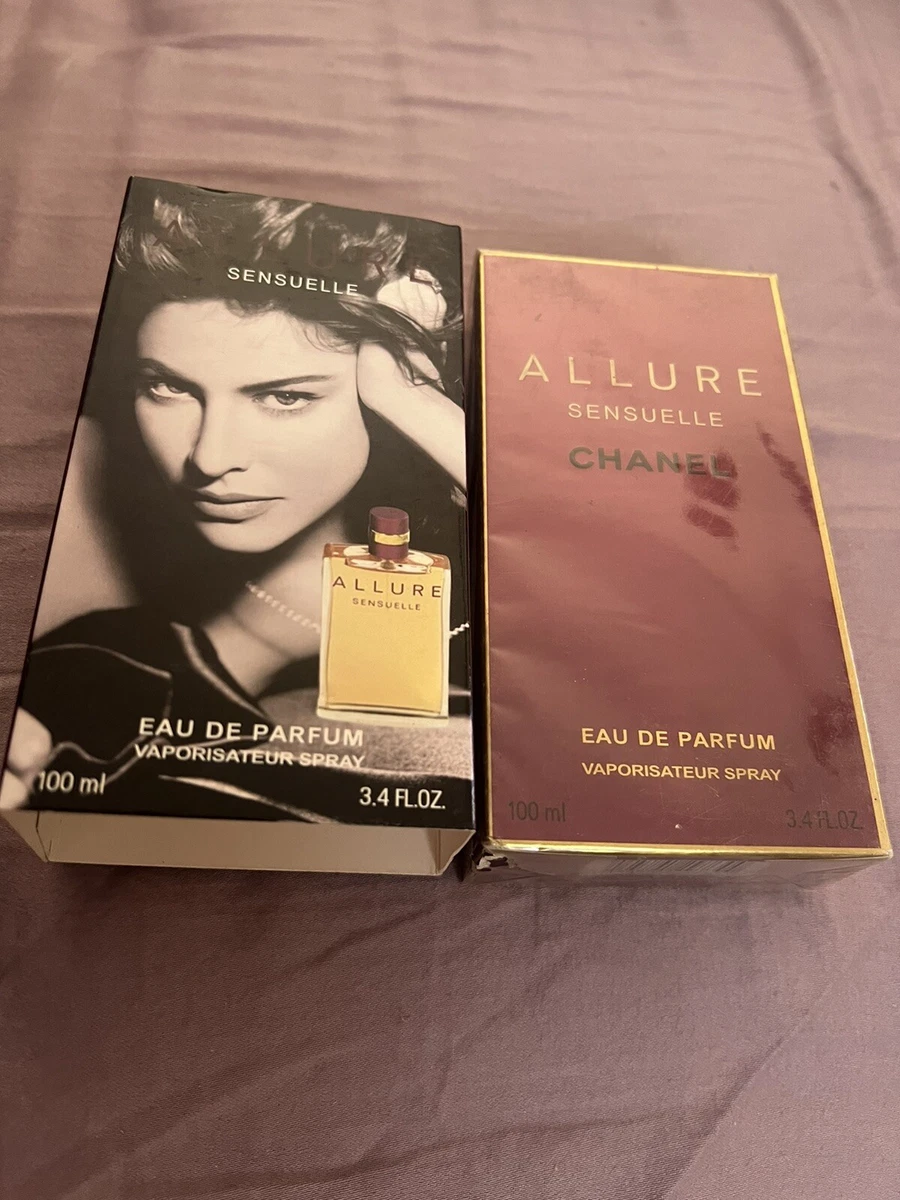 SENSUELLE
ALLURE
SENSUELLE
EAU DE PARFUM
VAPORISATEUR SPRAY
100 ml
3.4 FL.OZ.
ALLURE
SENSUELLE
CHANEL
EAU DE PARFUM
VAPORISATEUR SPRAY
100 ml
3.4 FL.OZ.